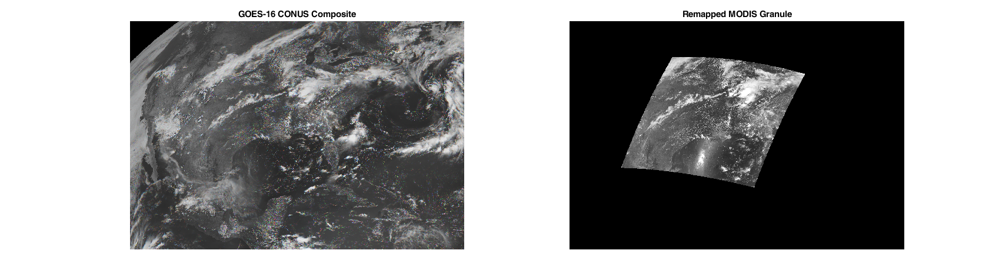 GOES-16 CONUS Composite
Remapped MODIS Granule